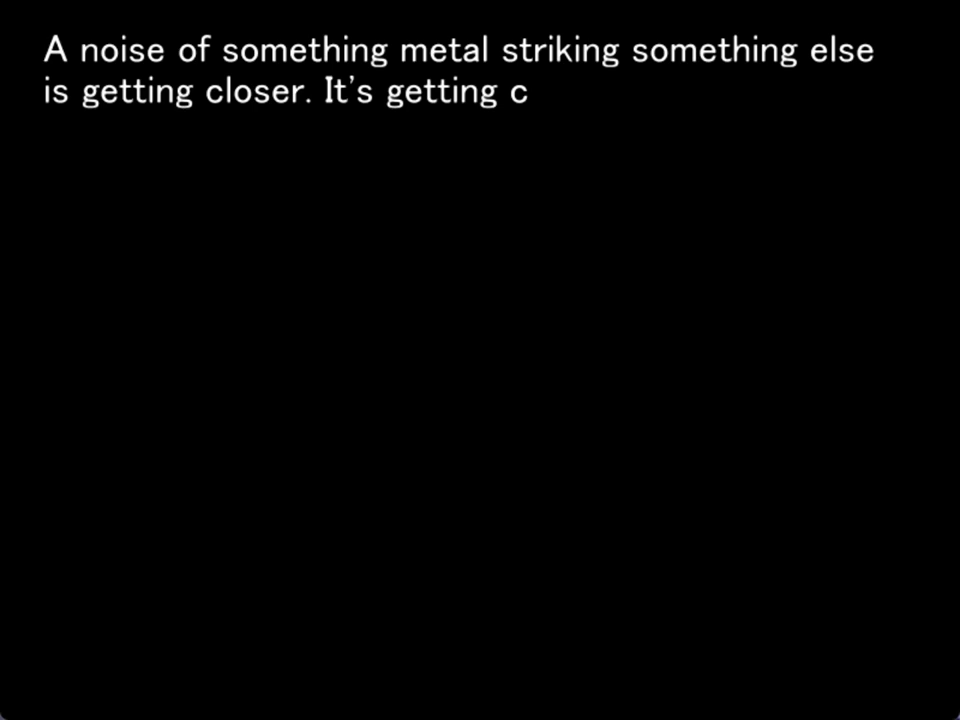 A noise of something metal striking something else
is getting closer. It’s getting c